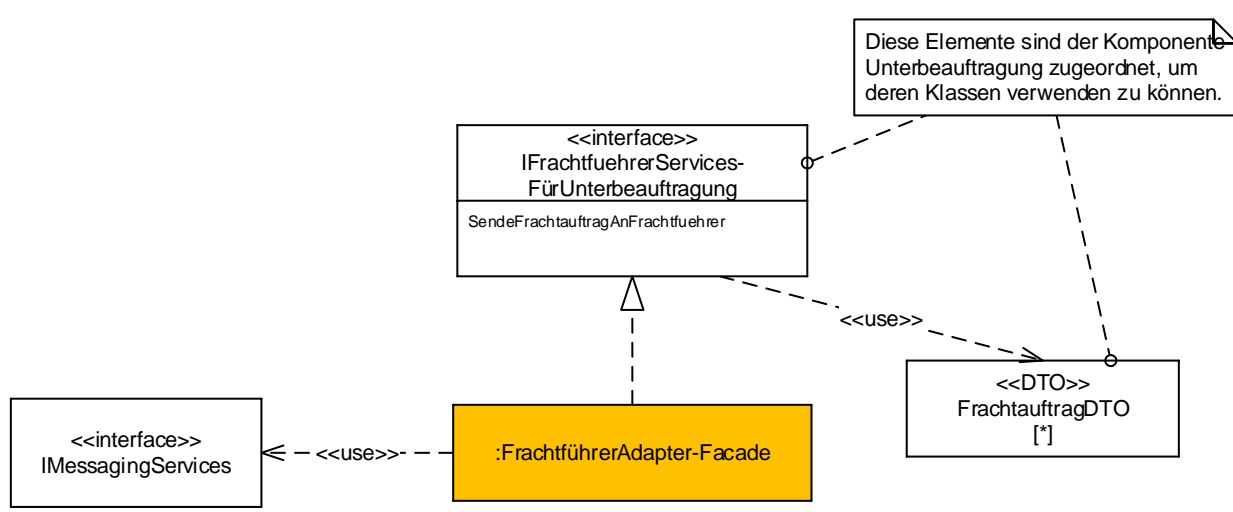 Diese Elemente sind der Komponente
Unterbeauftragung zugeordnet, um
deren Klassen verwenden zu können.
<<interface>>
IFrachtfuehrerServices-
FürUnterbeauftragung
SendeFrachtauftragAnFrachtfuehrer
<<use>>
<<DTO>>
FrachtauftragDTO
[*]
<<interface>>
IMessagingServices
<<use>>
:FrachtführerAdapter-Facade